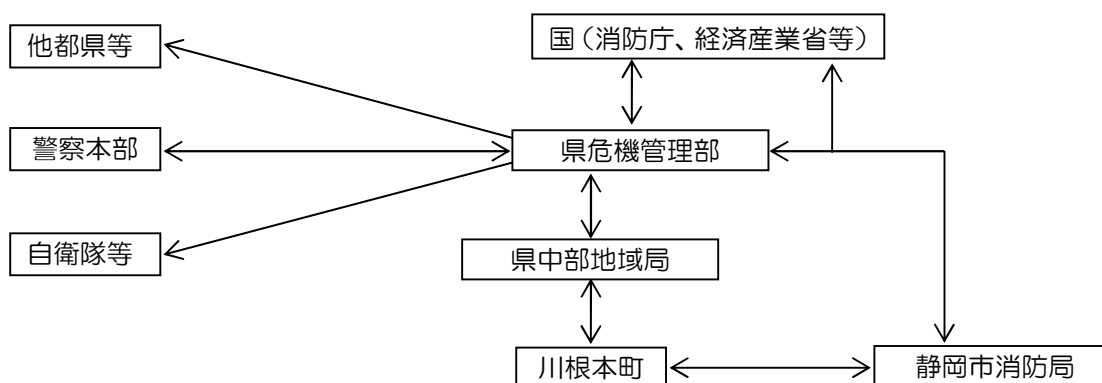 他都県等
国（消防庁、経済産業省等）
警察本部
県危機管理部
自衛隊等
県中部地域局
川根本町
静岡市消防局